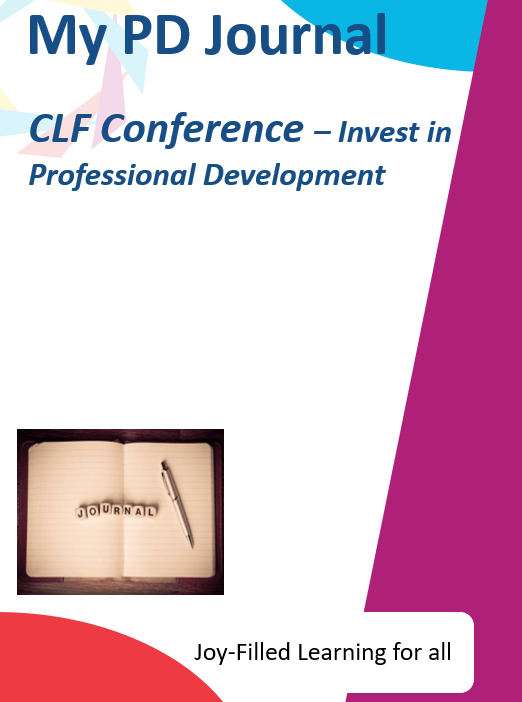 My PD Journal
CLF Conference – Invest in
Professional Development
JOURNAL
Joy-Filled Learning for all